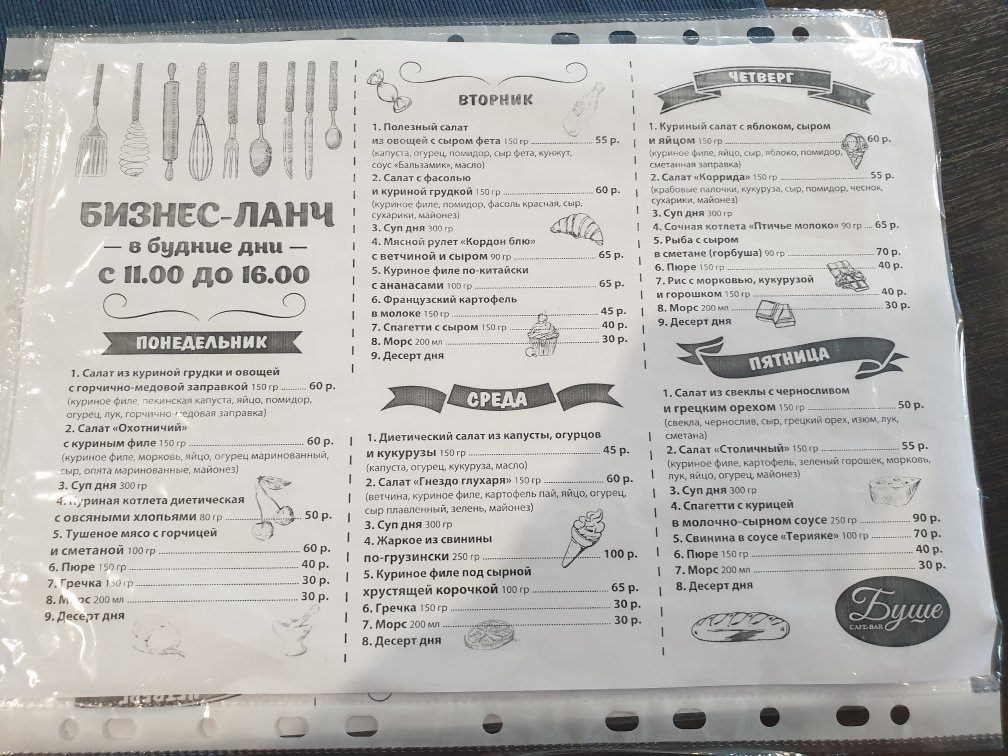 БИЗНЕС-ЛАНЧ
— в будние дни —
с 11.00 до 16.00
ПОНЕДЕЛЬНИК
1. Салат из куриной грудки и овощей
с горчично-медовой заправкой 150 гр ........ 60 р.
(куриное филе, пекинская капуста, яйцо, помидор,
огурец, лук, горчично-медовая заправка)
2. Салат «Охотничий»
с куриным филе 150 гр ........ 60 р.
(куриное филе, морковь, яйцо, огурец маринованный,
сыр, опята маринованные, майонез)
3. Суп дня 300 гр
4. Куриная котлета диетическая
с овсяными хлопьями 80 гр ........ 50 р.
5. Тушеное мясо с горчицей
и сметаной 100 гр ........ 60 р.
6. Пюре 150 гр ........ 40 р.
7. Гречка 150 гр ........ 30 р.
8. Морс 200 мл ........ 30 р.
9. Десерт дня
ВТОРНИК
1. Полезный салат
из овощей с сыром фета 150 гр ........ 55 р.
(капуста, огурец, помидор, сыр фета, кунжут,
соус «Бальзамик», масло)
2. Салат с фасолью
и куриной грудкой 150 гр ........ 60 р.
(куриное филе, помидор, фасоль красная, сыр,
сухарики, майонез)
3. Суп дня 300 гр
4. Мясной рулет «Кордон блю»
с ветчиной и сыром 90 гр ........ 65 р.
5. Куриное филе по-китайски
с ананасами 100 гр ........ 65 р.
6. Французский картофель
в молоке 150 гр ........ 45 р.
7. Спагетти с сыром 150 гр ........ 40 р.
8. Морс 200 мл ........ 30 р.
9. Десерт дня
СРЕДА
1. Диетический салат из капусты, огурцов
и кукурузы 150 гр ........ 45 р.
(капуста, огурец, кукуруза, масло)
2. Салат «Гнездо глухаря» 150 гр ........ 60 р.
(ветчина, куриное филе, картофель пай, яйцо, огурец,
сыр плавленный, зелень, майонез)
3. Суп дня 300 гр
4. Жаркое из свинины
по-грузински 250 гр ........ 100 р.
5. Куриное филе под сырной
хрустящей корочкой 100 гр ........ 65 р.
6. Гречка 150 гр ........ 30 р.
7. Морс 200 мл ........ 30 р.
8. Десерт дня
ЧЕТВЕРГ
1. Куриный салат с яблоком, сыром
и яйцом 150 гр ........ 60 р.
(куриное филе, яйцо, сыр, яблоко, помидор,
сметанная заправка)
2. Салат «Коррида» 150 гр ........ 55 р.
(крабовые палочки, кукуруза, сыр, помидор, чеснок,
сухарики, майонез)
3. Суп дня 300 гр
4. Сочная котлета «Птичье молоко» 90 гр .... 65 р.
5. Рыба с сыром
в сметане (горбуша) 90 гр ........ 70 р.
6. Пюре 150 гр ........ 40 р.
7. Рис с морковью, кукурузой
и горошком 150 гр ........ 40 р.
8. Морс 200 мл ........ 30 р.
9. Десерт дня
ПЯТНИЦА
1. Салат из свеклы с черносливом
и грецким орехом 150 гр ........ 50 р.
(свекла, чернослив, сыр, грецкий орех, изюм, лук,
сметана)
2. Салат «Столичный» 150 гр ........ 55 р.
(куриное филе, картофель, зеленый горошек, морковь,
лук, яйцо, огурец, майонез)
3. Суп дня 300 гр
4. Спагетти с курицей
в молочно-сырном соусе 250 гр ........ 90 р.
5. Свинина в соусе «Терияке» 100 гр ........ 70 р.
6. Пюре 150 гр ........ 40 р.
7. Морс 200 мл ........ 30 р.
8. Десерт дня
Буше
CAFE-BAR